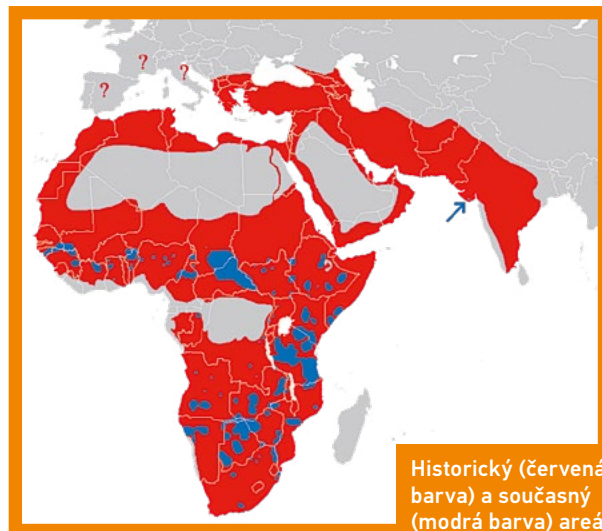 ?
?
?
Historický (červená
barva) a současný
(modrá barva) areá